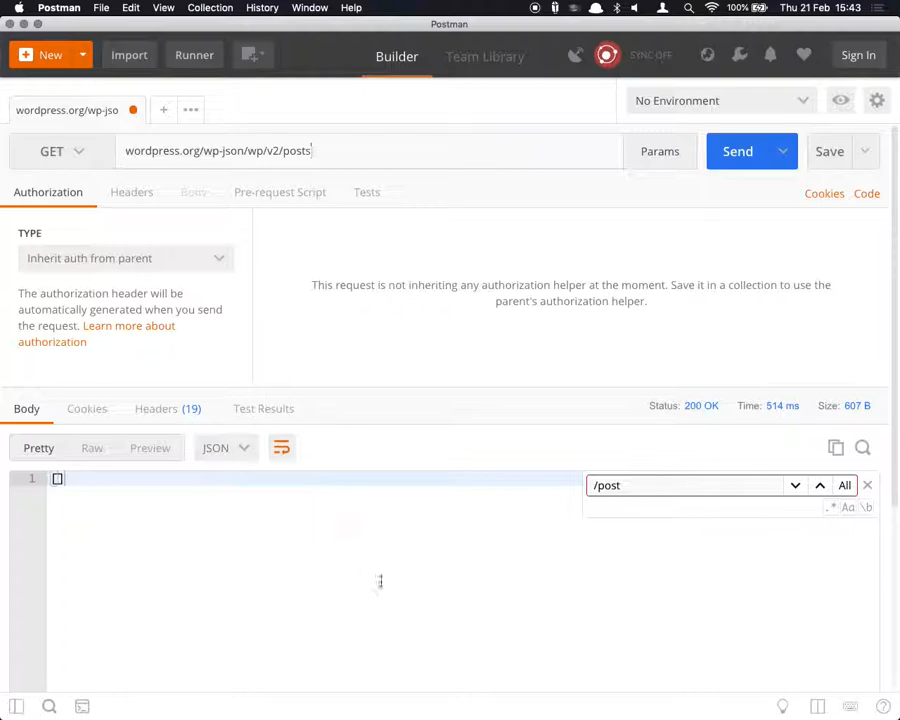 Postman File Edit View Collection History Window Help 100% Thu 21 Feb 15:43
Postman
New Import Runner Builder Team Library SYNC OFF Sign In
wordpress.org/wp-jso No Environment
GET wordpress.org/wp-json/wp/v2/posts Params Send Save
Authorization Headers Body Pre-request Script Tests Cookies Code
TYPE
Inherit auth from parent
The authorization header will be
automatically generated when you send
the request. Learn more about
authorization
This request is not inheriting any authorization helper at the moment. Save it in a collection to use the
parent's authorization helper.
Body Cookies Headers (19) Test Results Status: 200 OK Time: 514 ms Size: 607 B
Pretty Raw Preview JSON
1 []
/post All
.* Aa \b